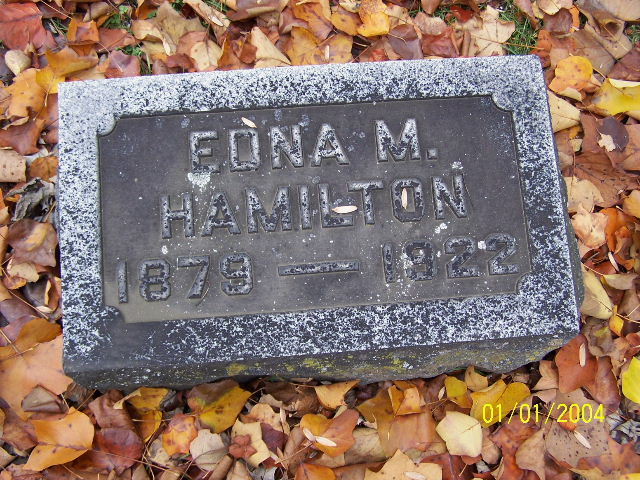 EDNA M.
HAMILTON
1879 — 1922
01/01/2004